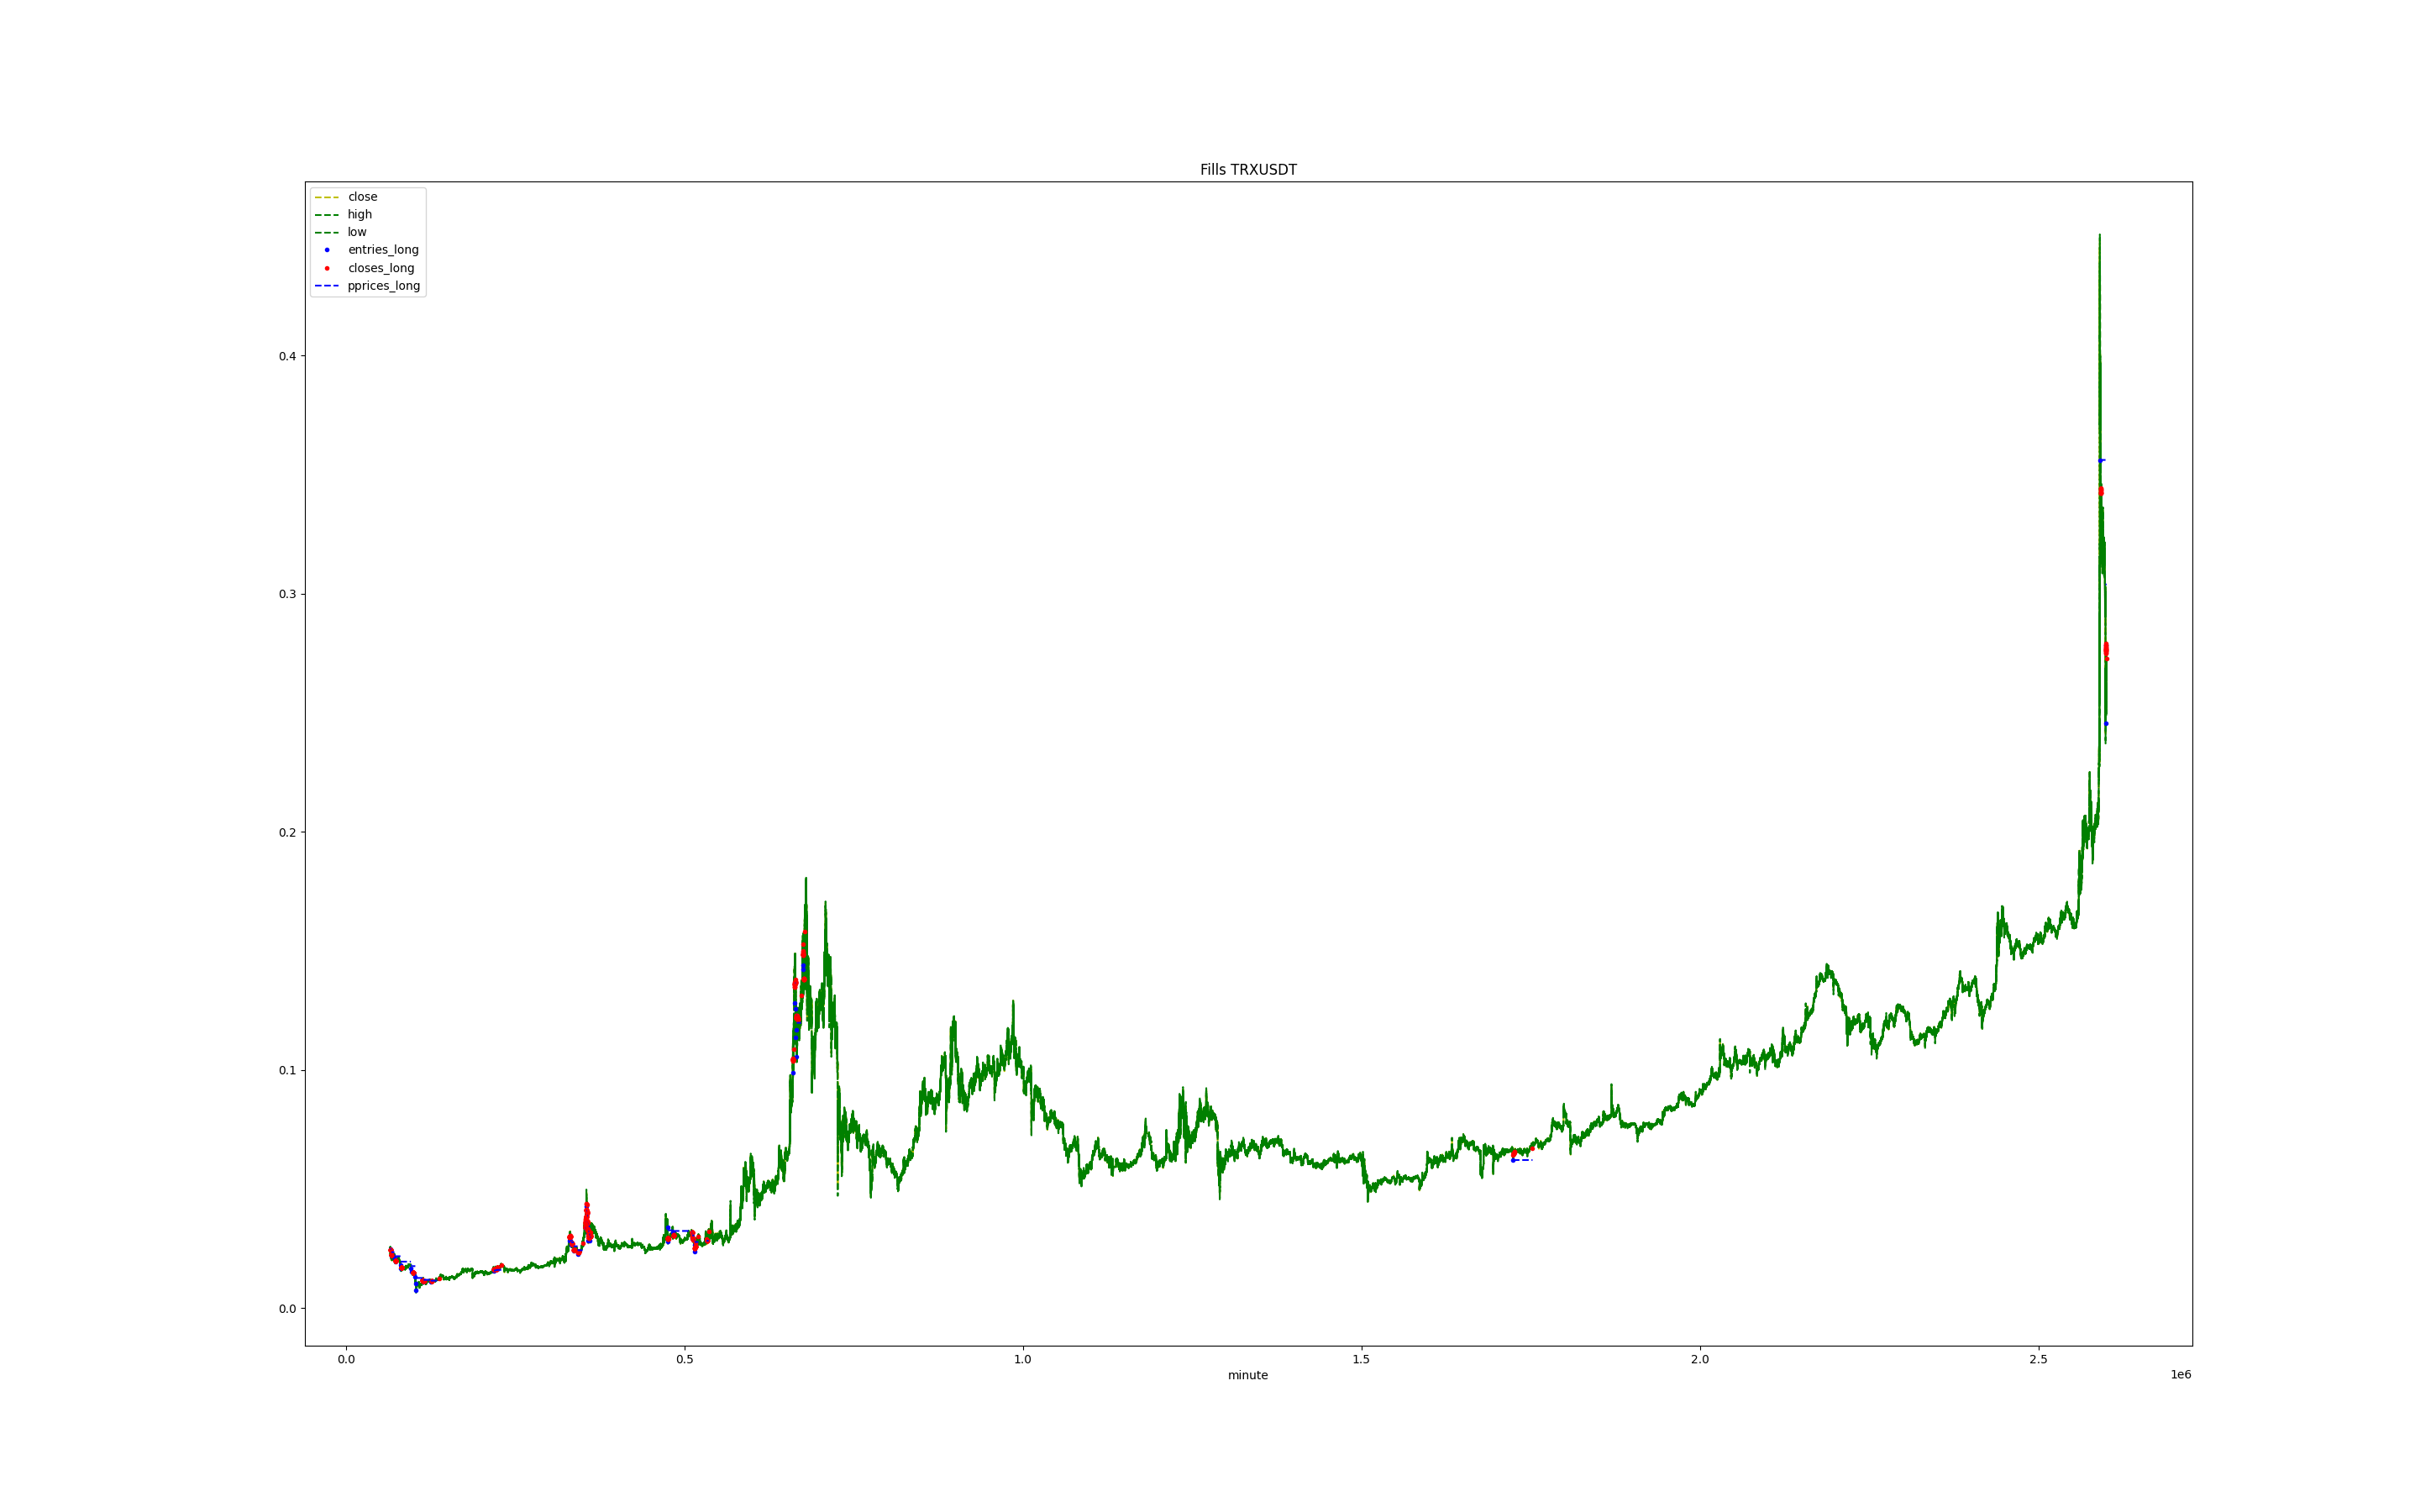 Fills TRXUSDT
close
high
low
entries_long
closes_long
pprices_long
0.4
0.3
0.2
0.1
0.0
0.0 0.5 1.0 1.5 2.0 2.5
minute 1e6